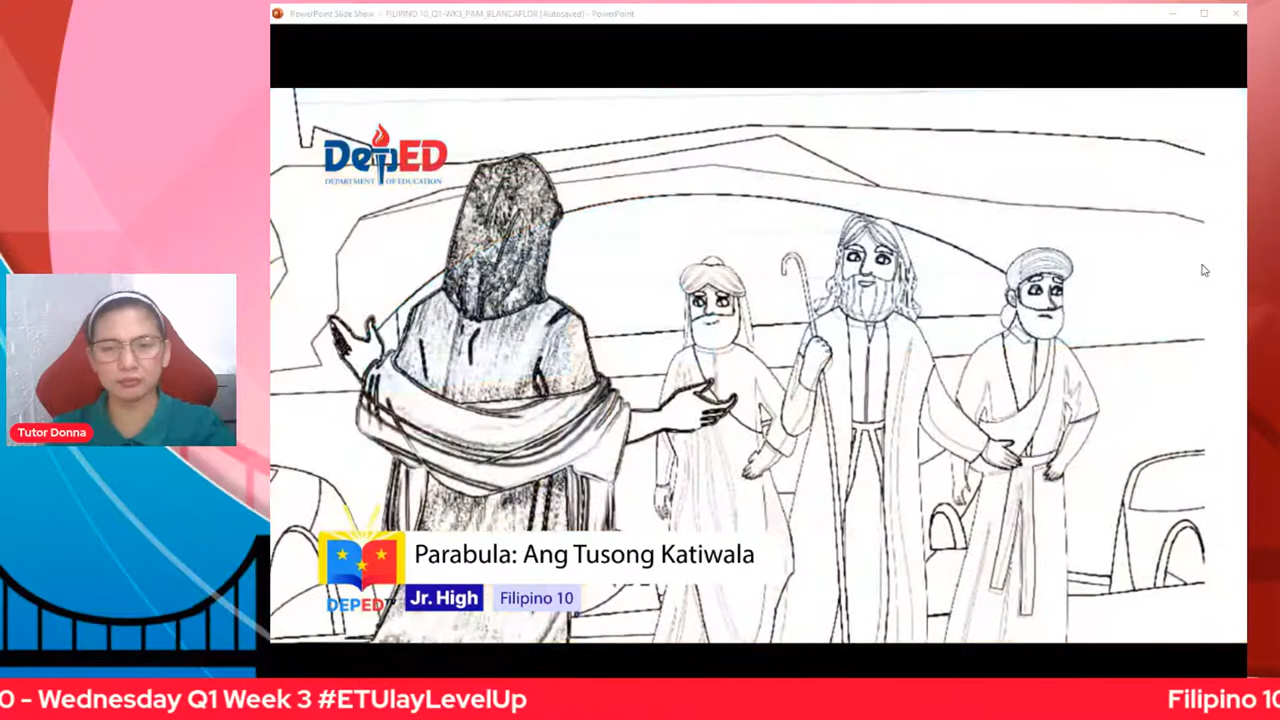 PowerPoint Slide Show - FILIPINO 10_Q1-WK3_PAM_BLANCAFLOR [Autosaved] - PowerPoint
DepED
DEPARTMENT OF EDUCATION
Tutor Donna
Parabula: Ang Tusong Katiwala
DEPED
Jr. High
Filipino 10
0 - Wednesday Q1 Week 3 #ETUlayLevelUp
Filipino 10